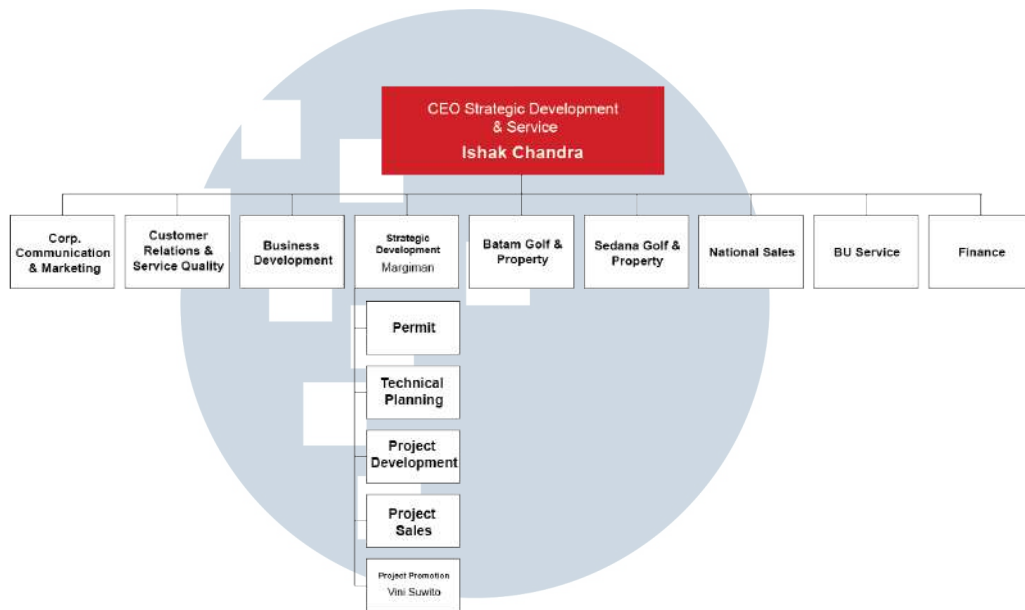 CEO Strategic Development
& Service
Ishak Chandra
Corp.
Communication
& Marketing
Customer
Relations &
Service Quality
Business
Development
Strategic
Development
Margiman
Batam Golf &
Property
Sedana Golf &
Property
National Sales
BU Service
Finance
Permit
Technical
Planning
Project
Development
Project
Sales
Project Promotion
Vini Suwito